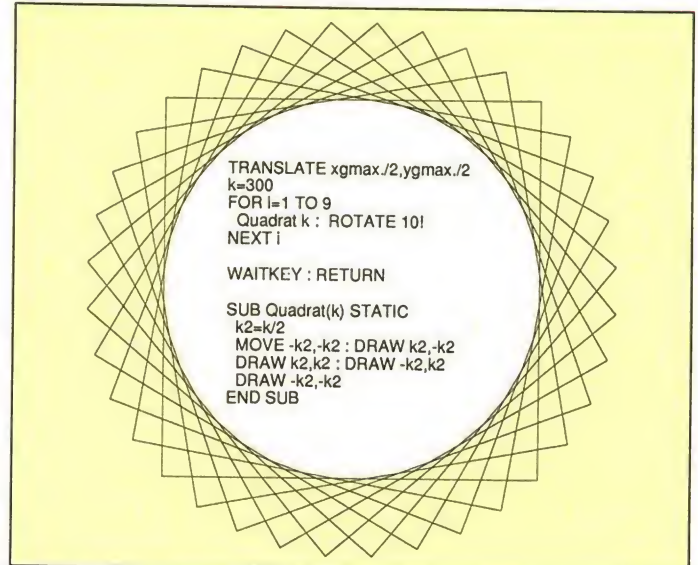 TRANSLATE xgmax./2,ygmax./2
k=300
FOR i=1 TO 9
Quadrat k : ROTATE 10!
NEXT i
WAITKEY : RETURN
SUB Quadrat(k) STATIC
k2=k/2
MOVE -k2,-k2 : DRAW k2,-k2
DRAW k2,k2 : DRAW -k2,k2
DRAW -k2,-k2
END SUB